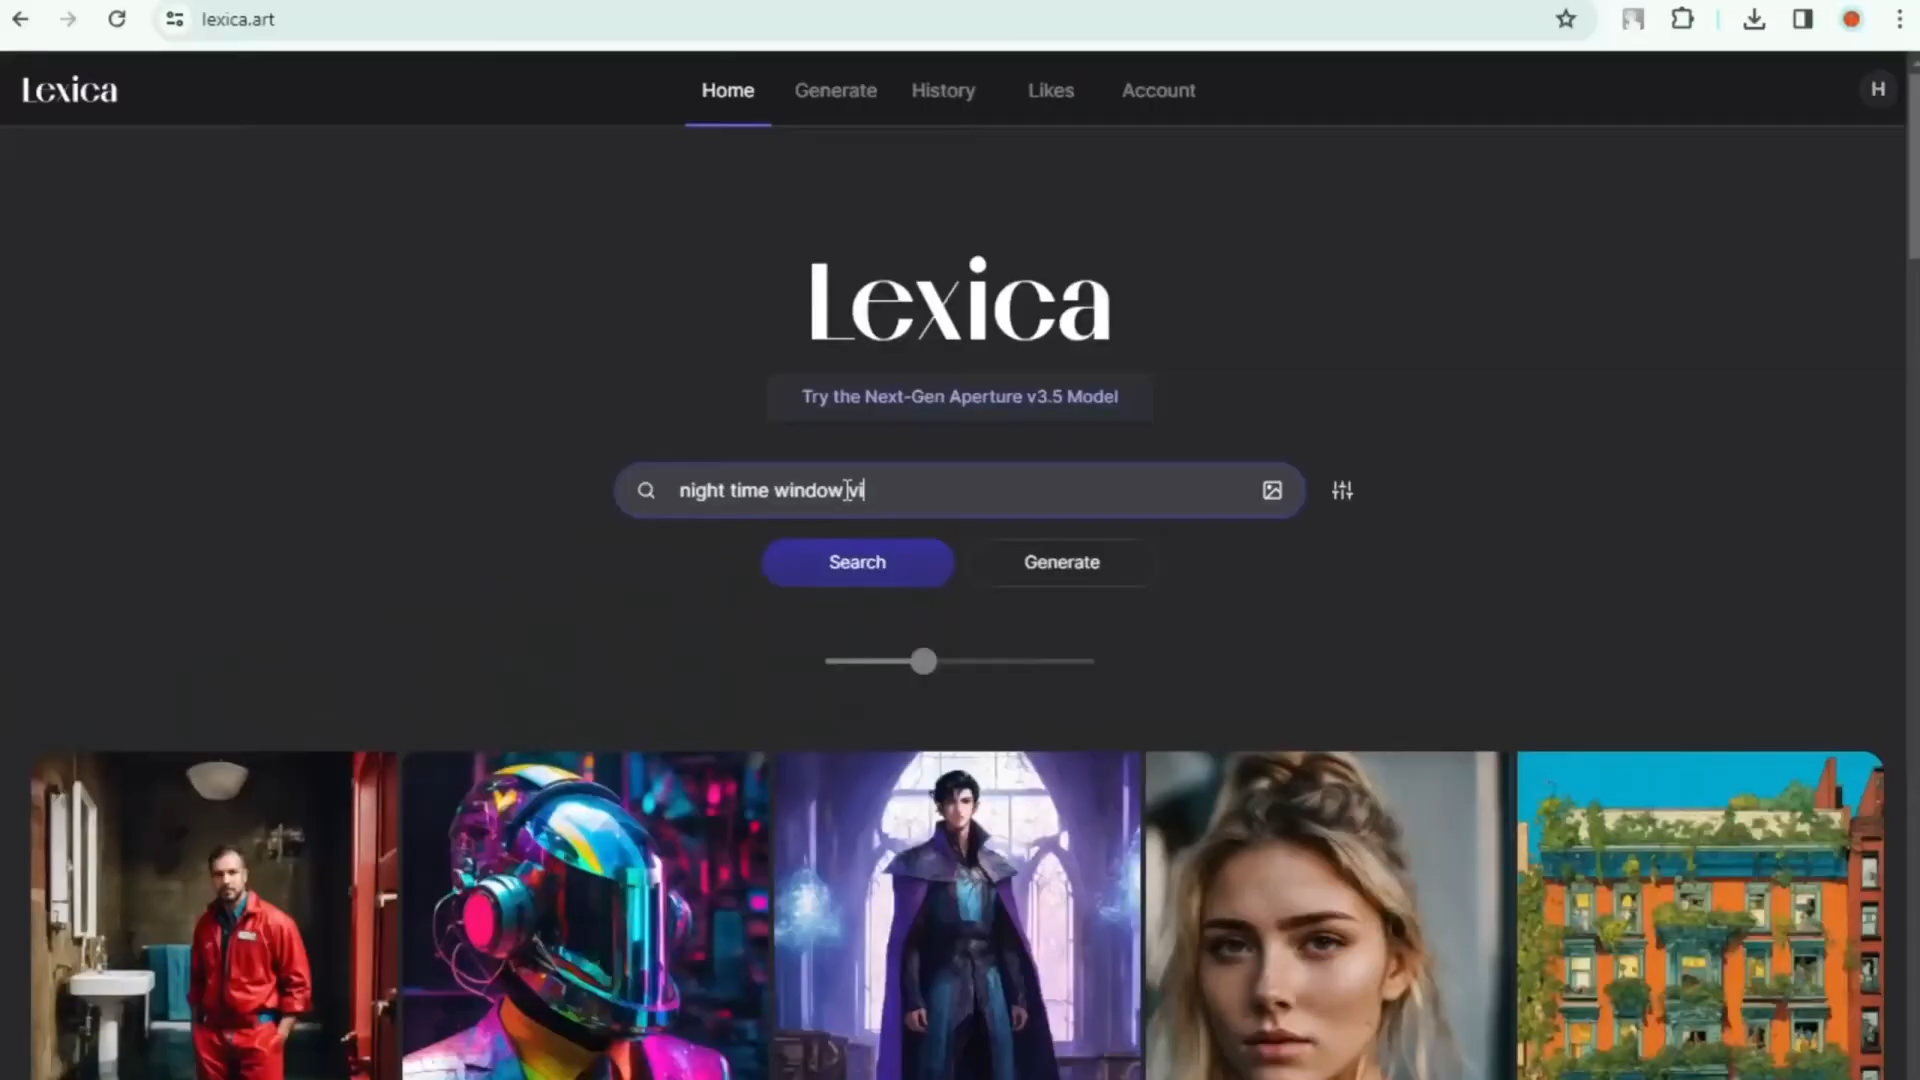 lexica.art
Lexica
Home
Generate
History
Likes
Account
H
Lexica
Try the Next-Gen Aperture v3.5 Model
night time window vi
Search
Generate